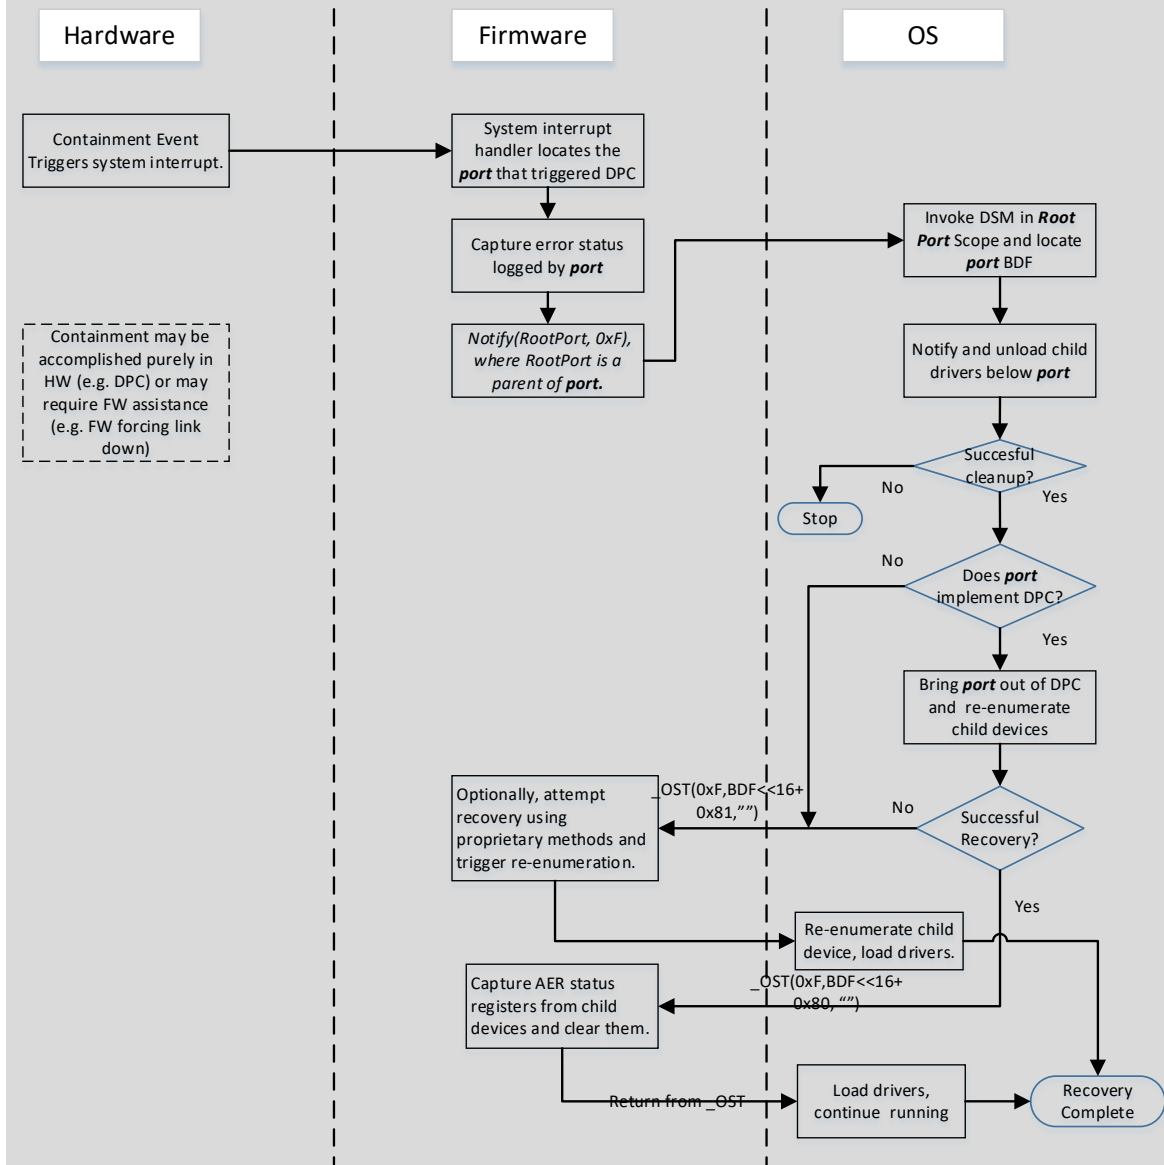 Hardware
Firmware
OS
Containment Event
Triggers system interrupt.
System interrupt
handler locates the
port that triggered DPC
Capture error status
logged by port
Notify(RootPort, 0xF),
where RootPort is a
parent of port.
Containment may be
accomplished purely in
HW (e.g. DPC) or may
require FW assistance
(e.g. FW forcing link
down)
Invoke DSM in Root
Port Scope and locate
port BDF
Notify and unload child
drivers below port
Succesful
cleanup?
No
Yes
Stop
No
Does port
implement DPC?
Yes
Bring port out of DPC
and re-enumerate
child devices
_OST(0xF,BDF<<16+
0x81,””)
No
Successful
Recovery?
Optionally, attempt
recovery using
proprietary methods and
trigger re-enumeration.
Yes
Re-enumerate child
device, load drivers.
_OST(0xF,BDF<<16+
0x80, “”)
Capture AER status
registers from child
devices and clear them.
Return from _OST
Load drivers,
continue running
Recovery
Complete